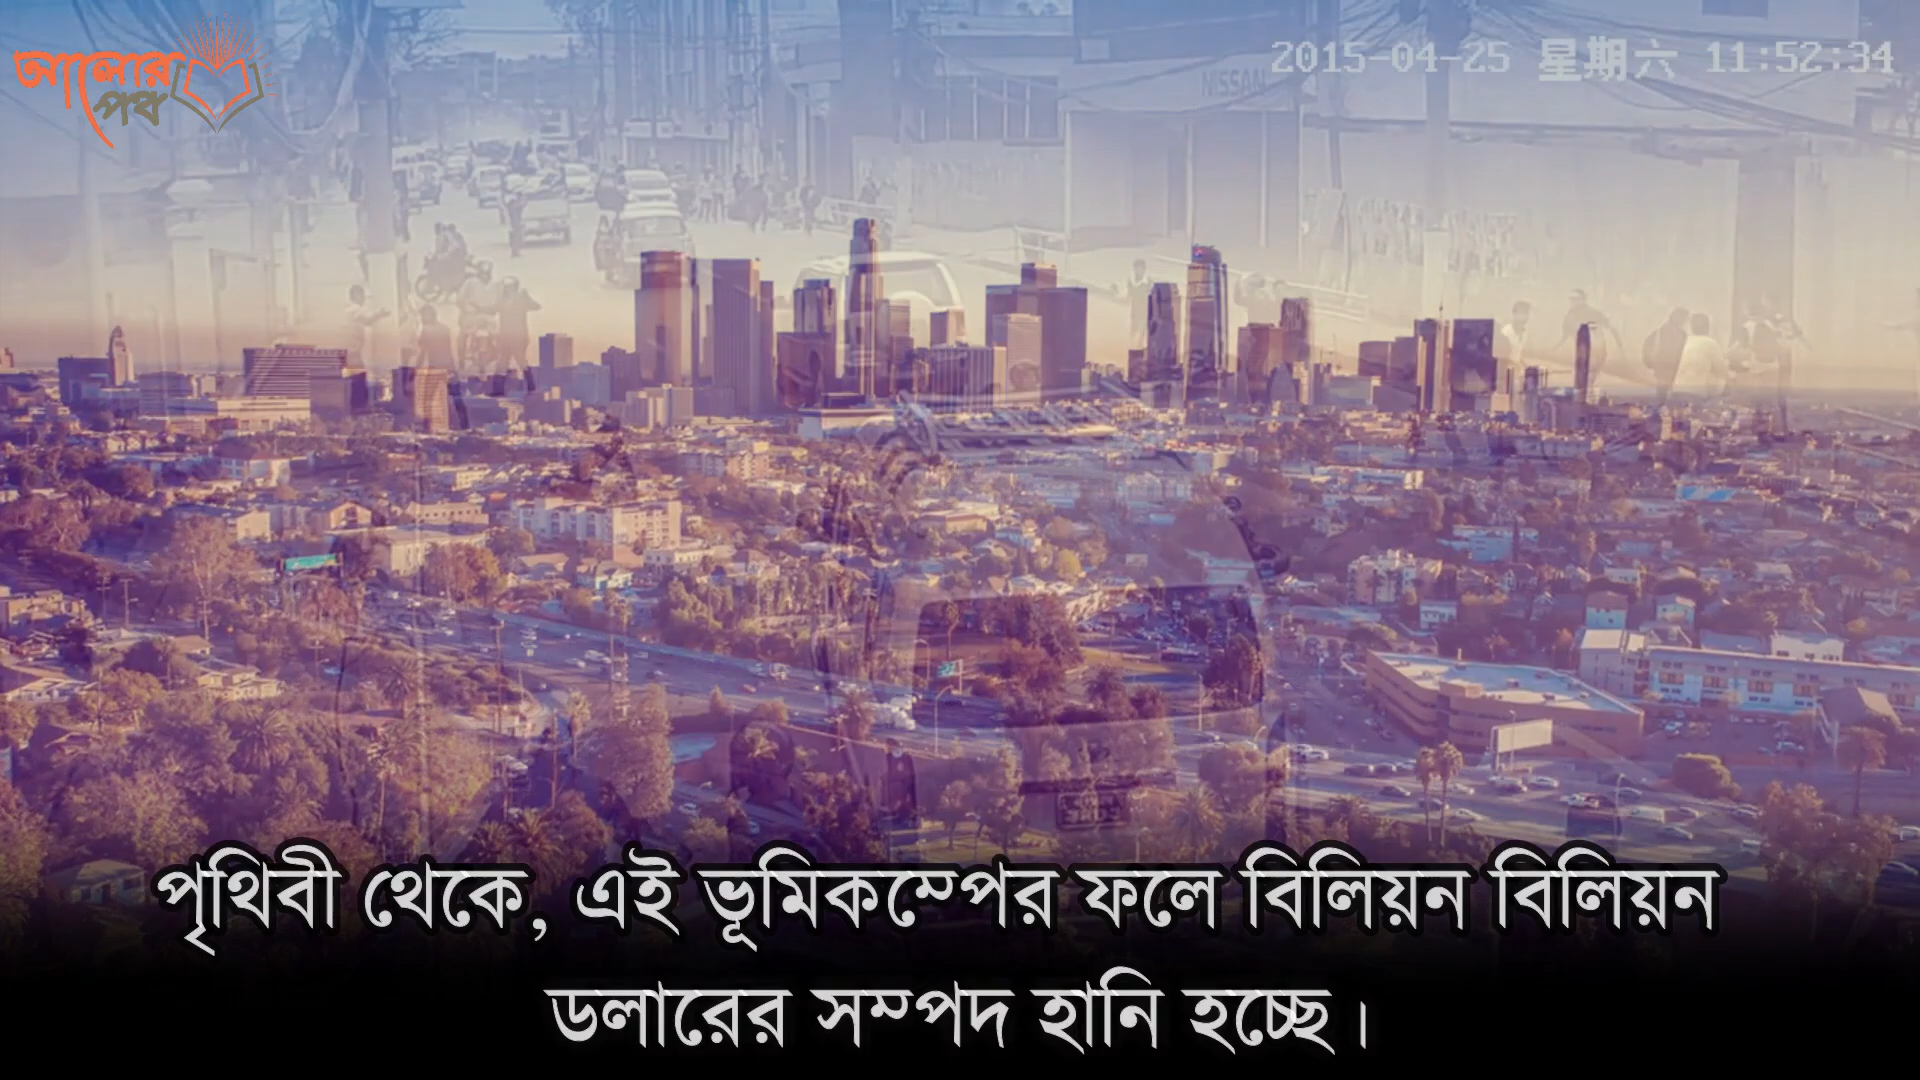 আলোর
পথ
2015-04-25 星期六 11:52:34
NISSAN
পৃথিবী থেকে, এই ভূমিকম্পের ফলে বিলিয়ন বিলিয়ন
ডলারের সম্পদ হানি হচ্ছে।